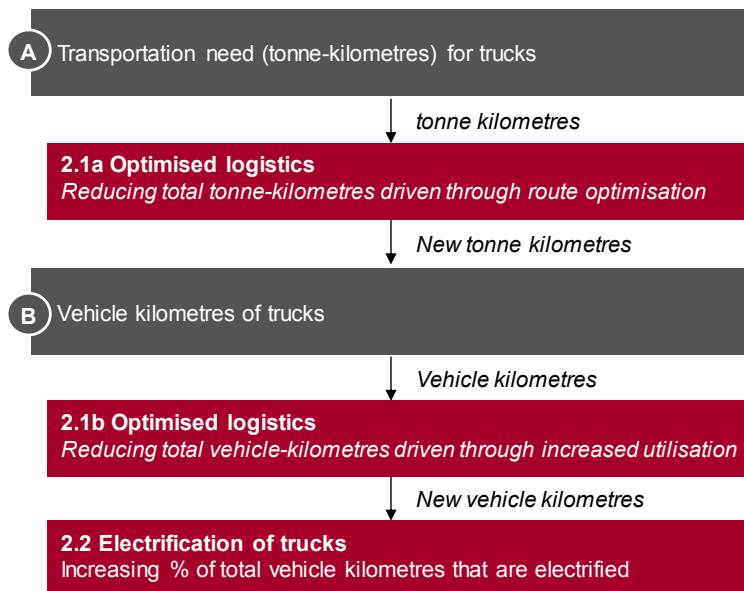 A
Transportation need (tonne-kilometres) for trucks
tonne kilometres
2.1a Optimised logistics
Reducing total tonne-kilometres driven through route optimisation
New tonne kilometres
B
Vehicle kilometres of trucks
Vehicle kilometres
2.1b Optimised logistics
Reducing total vehicle-kilometres driven through increased utilisation
New vehicle kilometres
2.2 Electrification of trucks
Increasing % of total vehicle kilometres that are electrified